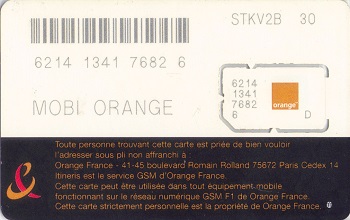 STKV2B 30
6214 1341 7682 6
6214
1341
7682
6 D
orange™
MOBI ORANGE
Toute personne trouvant cette carte est priée de bien vouloir
l'adresser sous pli non affranchi à :
Orange France - 41-45 boulevard Romain Rolland 75672 Paris Cedex 14
Itineris est le service GSM d'Orange France.
Cette carte peut être utilisée dans tout équipement mobile
fonctionnant sur le réseau numérique GSM F1 de Orange France.
Cette carte strictement personnelle est la propriété de Orange France.